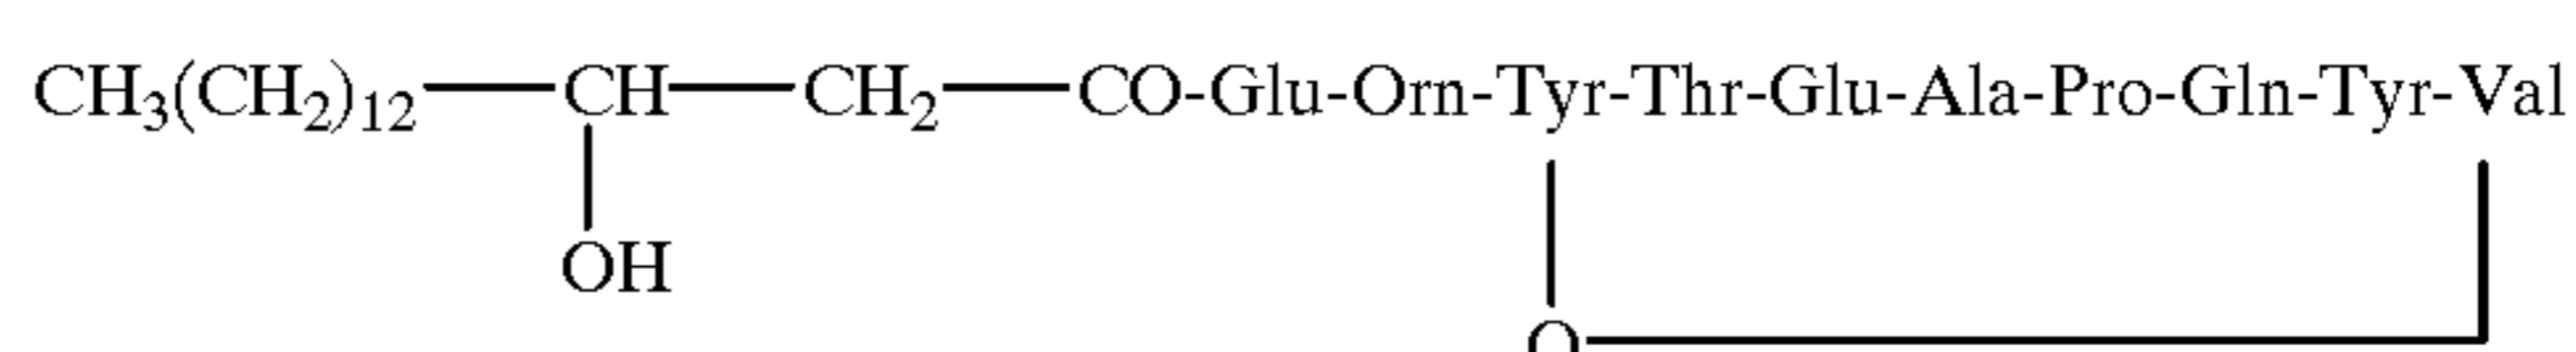 CH₃(CH₂)₁₂—CH—CH₂—CO-Glu-Orn-Tyr-Thr-Glu-Ala-Pro-Gln-Tyr-Val
OH
O